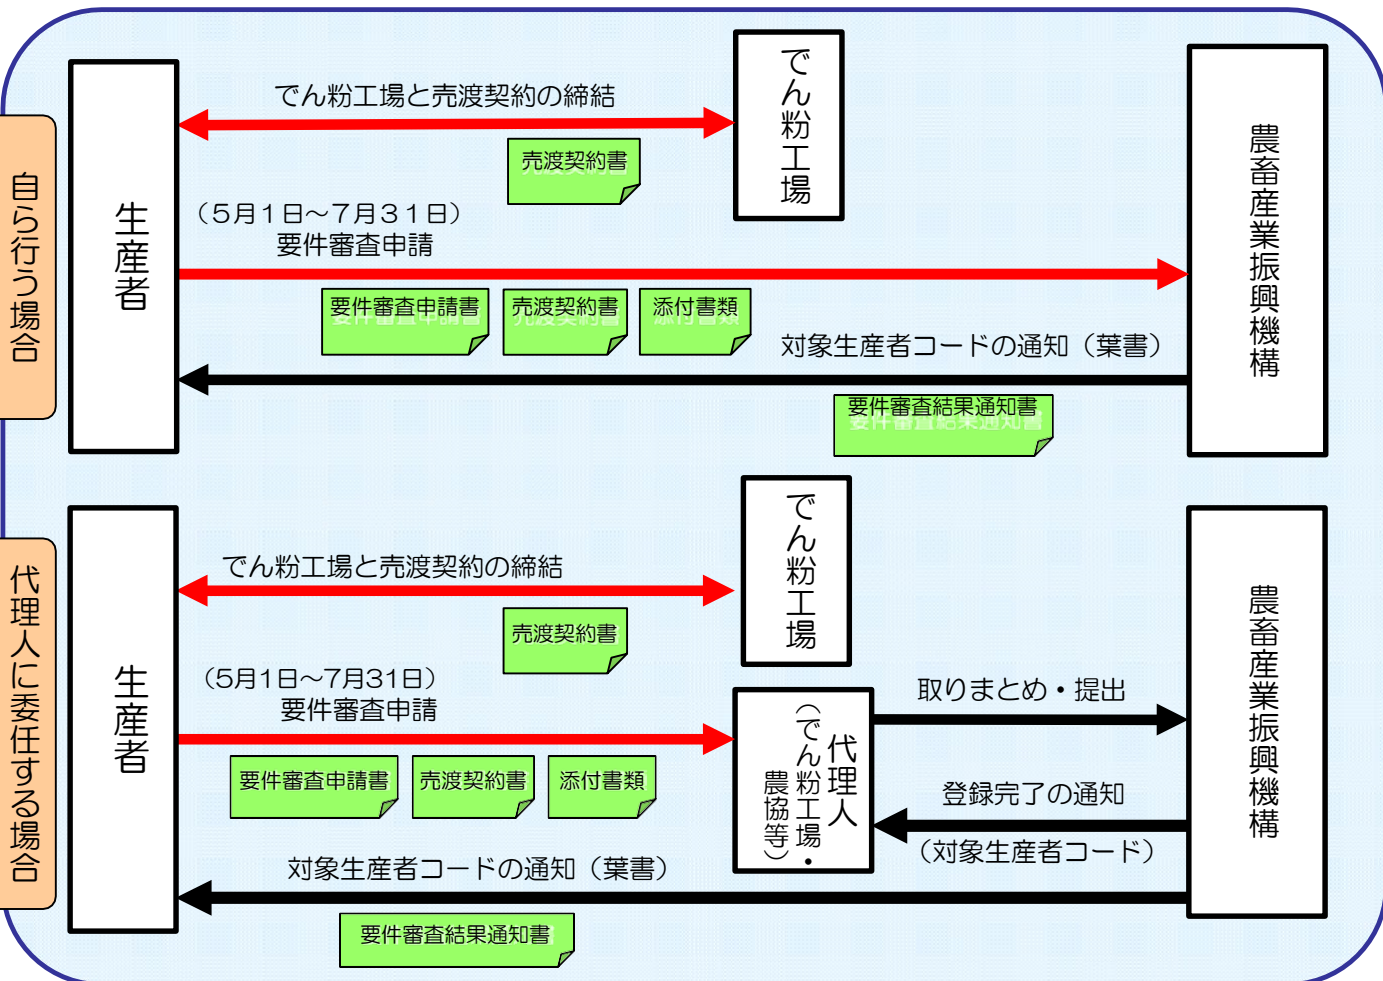 自ら行う場合
生産者
でん粉工場と売渡契約の締結
売渡契約書
でん粉工場
農畜産業振興機構
（5月1日～7月３１日）
要件審査申請
要件審査申請書
売渡契約書
添付書類
対象生産者コードの通知（葉書）
要件審査結果通知書
代理人に委任する場合
生産者
でん粉工場と売渡契約の締結
売渡契約書
でん粉工場
農畜産業振興機構
（5月1日～7月31日）
要件審査申請
要件審査申請書
売渡契約書
添付書類
代理人
（でん粉工場・
農協等）
取りまとめ・提出
登録完了の通知
（対象生産者コード）
対象生産者コードの通知（葉書）
要件審査結果通知書